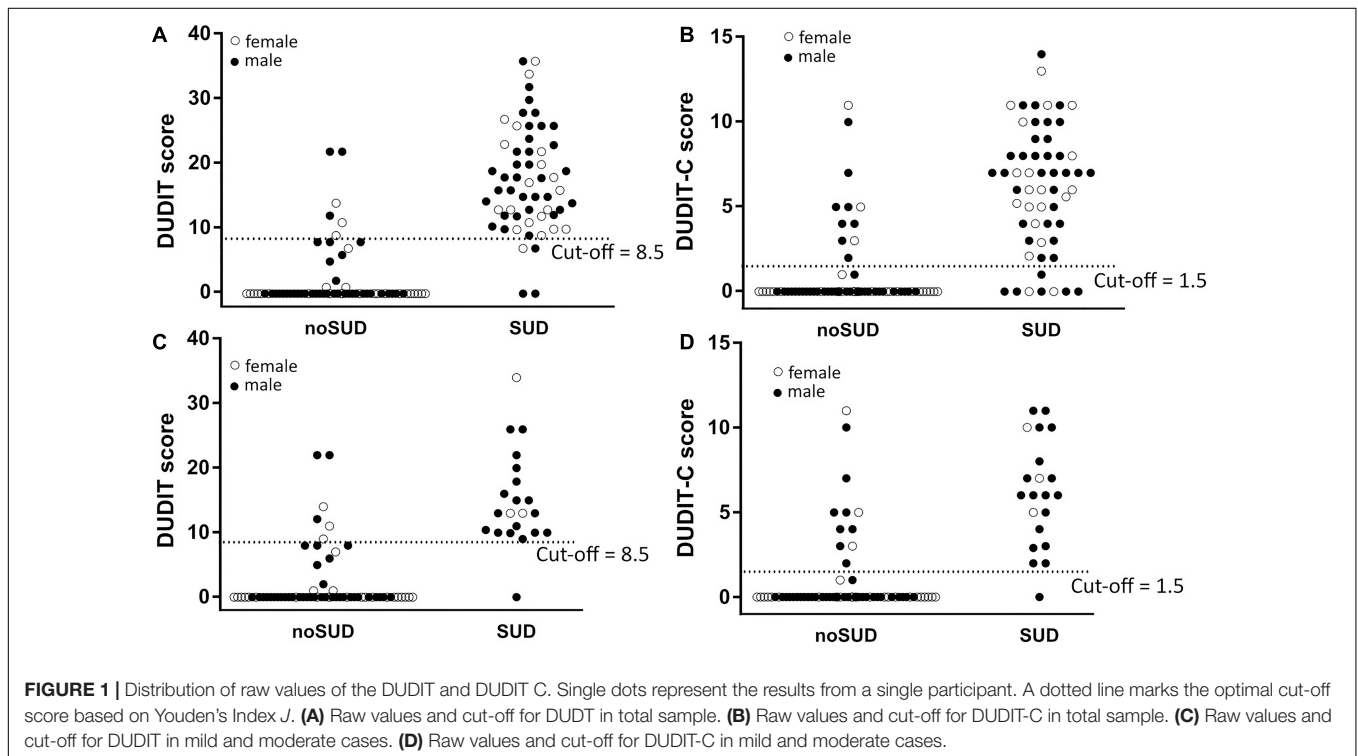 A
40
30
20
10
0
DUDIT score
○ female
● male
Cut-off = 8.5
noSUD
SUD
B
15
10
5
0
DUDIT-C score
○ female
● male
Cut-off = 1.5
noSUD
SUD
C
40
30
20
10
0
DUDIT score
○ female
● male
Cut-off = 8.5
noSUD
SUD
D
15
10
5
0
DUDIT-C score
○ female
● male
Cut-off = 1.5
noSUD
SUD
FIGURE 1 | Distribution of raw values of the DUDIT and DUDIT C. Single dots represent the results from a single participant. A dotted line marks the optimal cut-off
score based on Youden's Index J. (A) Raw values and cut-off for DUDT in total sample. (B) Raw values and cut-off for DUDIT-C in total sample. (C) Raw values and
cut-off for DUDIT in mild and moderate cases. (D) Raw values and cut-off for DUDIT-C in mild and moderate cases.